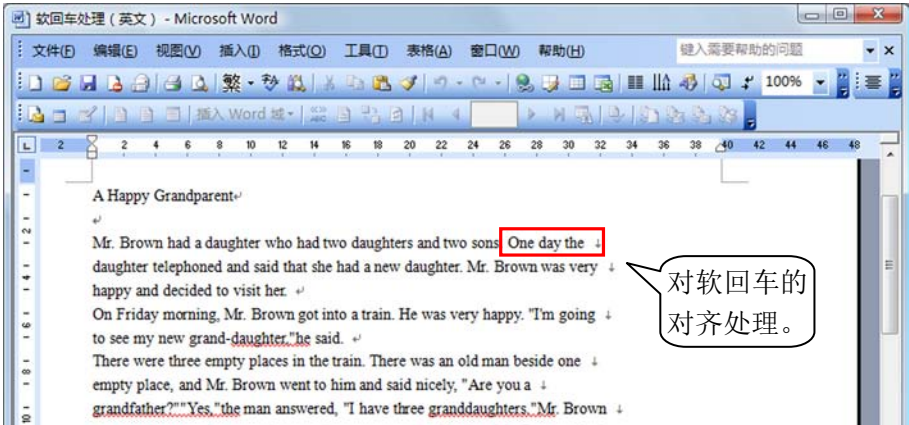 软回车处理（英文） - Microsoft Word
文件(F) 编辑(E) 视图(V) 插入(I) 格式(O) 工具(T) 表格(A) 窗口(W) 帮助(H) 键入需要帮助的问题
繁 100%
插入 Word 域
L 2 2 4 6 8 10 12 14 16 18 20 22 24 26 28 30 32 34 36 38 40 42 44 46 48
A Happy Grandparent
Mr. Brown had a daughter who had two daughters and two sons. One day the
daughter telephoned and said that she had a new daughter. Mr. Brown was very
happy and decided to visit her.
On Friday morning, Mr. Brown got into a train. He was very happy. "I'm going
to see my new grand-daughter,"he said.
There were three empty places in the train. There was an old man beside one
empty place, and Mr. Brown went to him and said nicely, "Are you a
grandfather?""Yes,"the man answered, "I have three granddaughters."Mr. Brown
对软回车的
对齐处理。
2
4
6
8
10